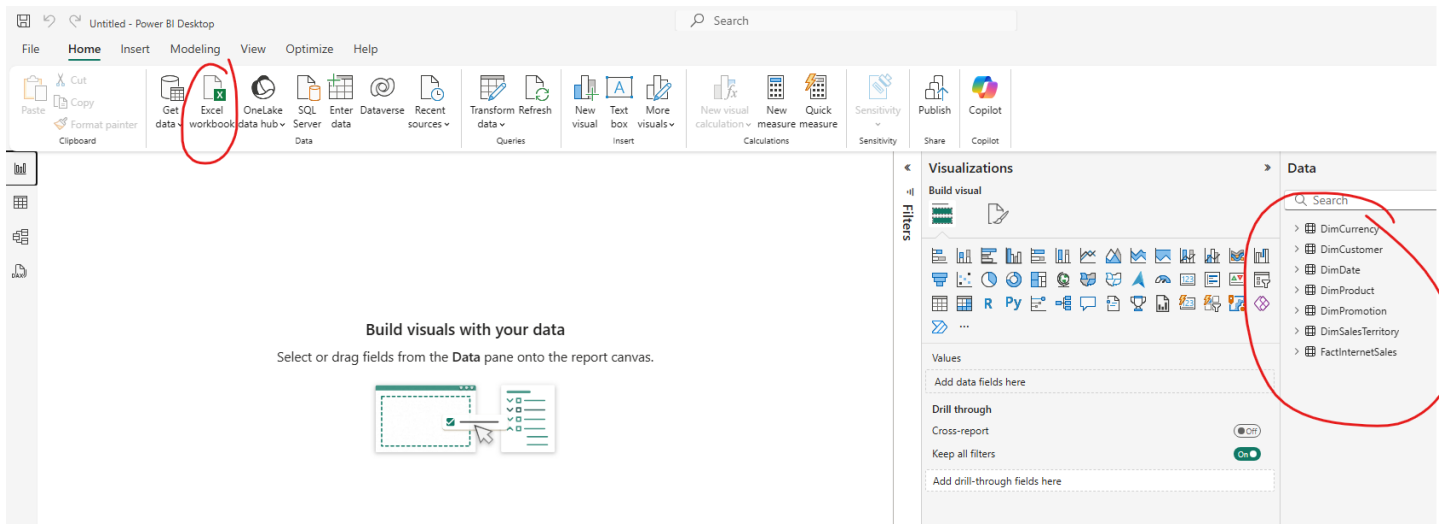 Untitled - Power BI Desktop
Search
File Home Insert Modeling View Optimize Help
Paste
Cut
Copy
Format painter
Clipboard
Get data
Excel workbook
OneLake data hub
SQL Server
Enter data
Dataverse
Recent sources
Data
Transform data
Refresh
Queries
New visual
Text box
More visuals
Insert
New visual calculation
New measure
Quick measure
Calculations
Sensitivity
Sensitivity
Publish
Share
Copilot
Copilot
Build visuals with your data
Select or drag fields from the Data pane onto the report canvas.
Filters
Visualizations
Build visual
123
R
Py
123
Values
Add data fields here
Drill through
Cross-report
Off
Keep all filters
On
Add drill-through fields here
Data
Search
DimCurrency
DimCustomer
DimDate
DimProduct
DimPromotion
DimSalesTerritory
FactInternetSales